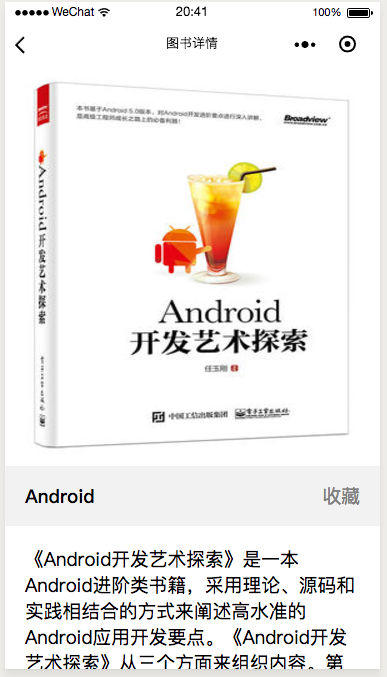 WeChat
20:41
100%
图书详情
本书基于Android 5.0版本，对Android开发进阶要点进行深入讲解，
是高级工程师成长之路上的必备利器！
Broadview®
Android开发艺术探索
Android
开发艺术探索
任玉刚 著
中国工信出版集团
电子工业出版社
Android
收藏
《Android开发艺术探索》是一本
Android进阶类书籍，采用理论、源码和
实践相结合的方式来阐述高水准的
Android应用开发要点。《Android开发
艺术探索》从三个方面来组织内容。第